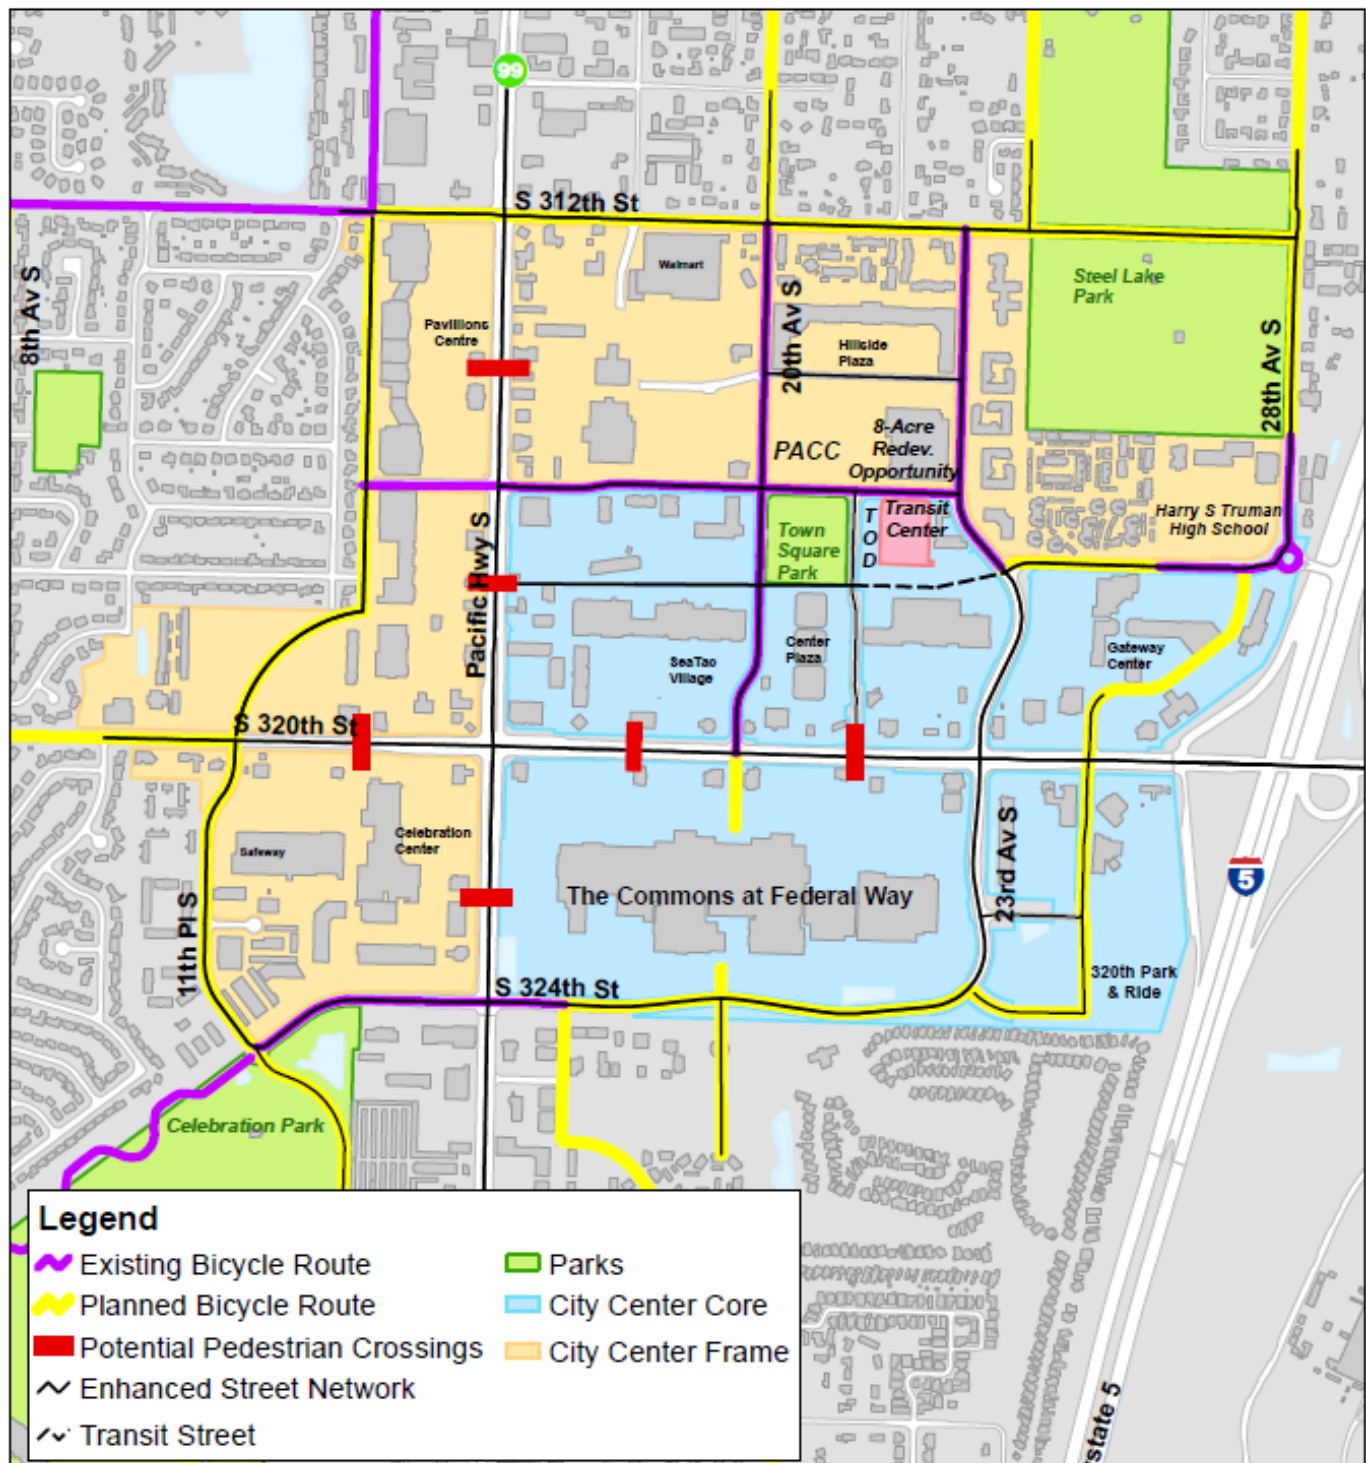 99
S 312th St
8th Av S
Walmart
20th Av S
Steel Lake
Park
28th Av S
Pavillions
Centre
Hillside
Plaza
PACC
8-Acre
Redev.
Opportunity
Pacific Hwy S
Town
Square
Park
TOD
Transit
Center
Harry S Truman
High School
SeaTao
Village
Center
Plaza
Gateway
Center
S 320th St
Safeway
Celebration
Center
The Commons at Federal Way
23rd Av S
5
11th Pl S
S 324th St
320th Park
& Ride
Celebration Park
rstate 5
Legend
Existing Bicycle Route
Planned Bicycle Route
Potential Pedestrian Crossings
Enhanced Street Network
Transit Street
Parks
City Center Core
City Center Frame